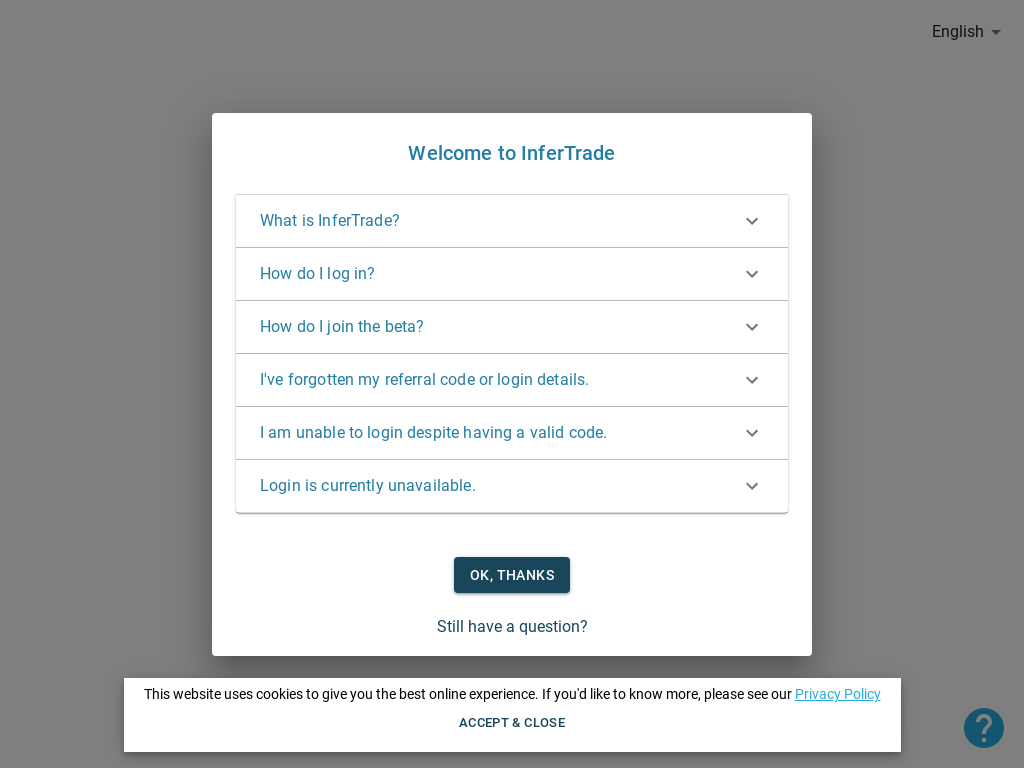 English
Welcome to InferTrade
What is InferTrade?
How do I log in?
How do I join the beta?
I've forgotten my referral code or login details.
I am unable to login despite having a valid code.
Login is currently unavailable.
OK, THANKS
Still have a question?
This website uses cookies to give you the best online experience. If you'd like to know more, please see our Privacy Policy
ACCEPT & CLOSE